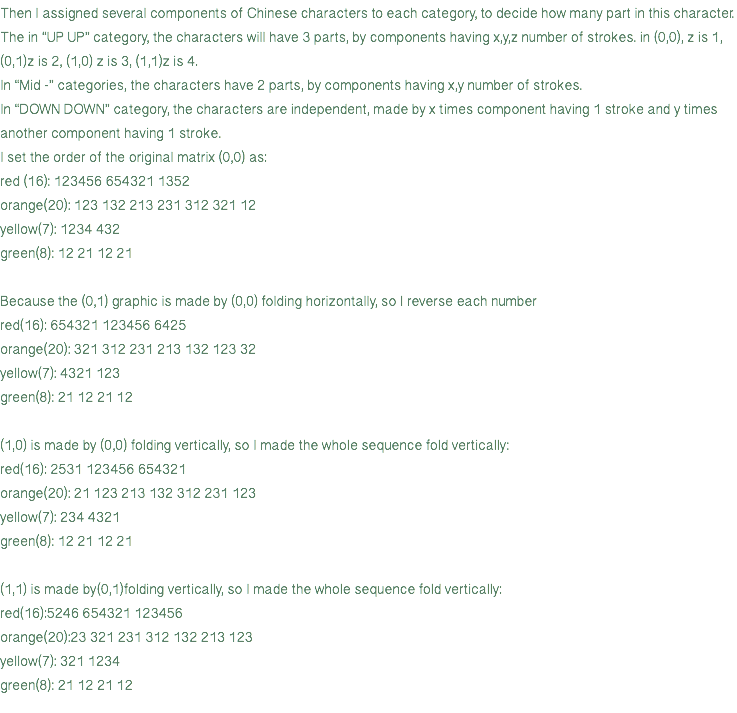 Then I assigned several components of Chinese characters to each category, to decide how many part in this character.
The in "UP UP" category, the characters will have 3 parts, by components having x,y,z number of strokes. in (0,0), z is 1,
(0,1)z is 2, (1,0) z is 3, (1,1)z is 4.
In "Mid -" categories, the characters have 2 parts, by components having x,y number of strokes.
In "DOWN DOWN" category, the characters are independent, made by x times component having 1 stroke and y times
another component having 1 stroke.
I set the order of the original matrix (0,0) as:
red (16): 123456 654321 1352
orange(20): 123 132 213 231 312 321 12
yellow(7): 1234 432
green(8): 12 21 12 21
Because the (0,1) graphic is made by (0,0) folding horizontally, so I reverse each number
red(16): 654321 123456 6425
orange(20): 321 312 231 213 132 123 32
yellow(7): 4321 123
green(8): 21 12 21 12
(1,0) is made by (0,0) folding vertically, so I made the whole sequence fold vertically:
red(16): 2531 123456 654321
orange(20): 21 123 213 132 312 231 123
yellow(7): 234 4321
green(8): 12 21 12 21
(1,1) is made by(0,1)folding vertically, so I made the whole sequence fold vertically:
red(16):5246 654321 123456
orange(20):23 321 231 312 132 213 123
yellow(7): 321 1234
green(8): 21 12 21 12